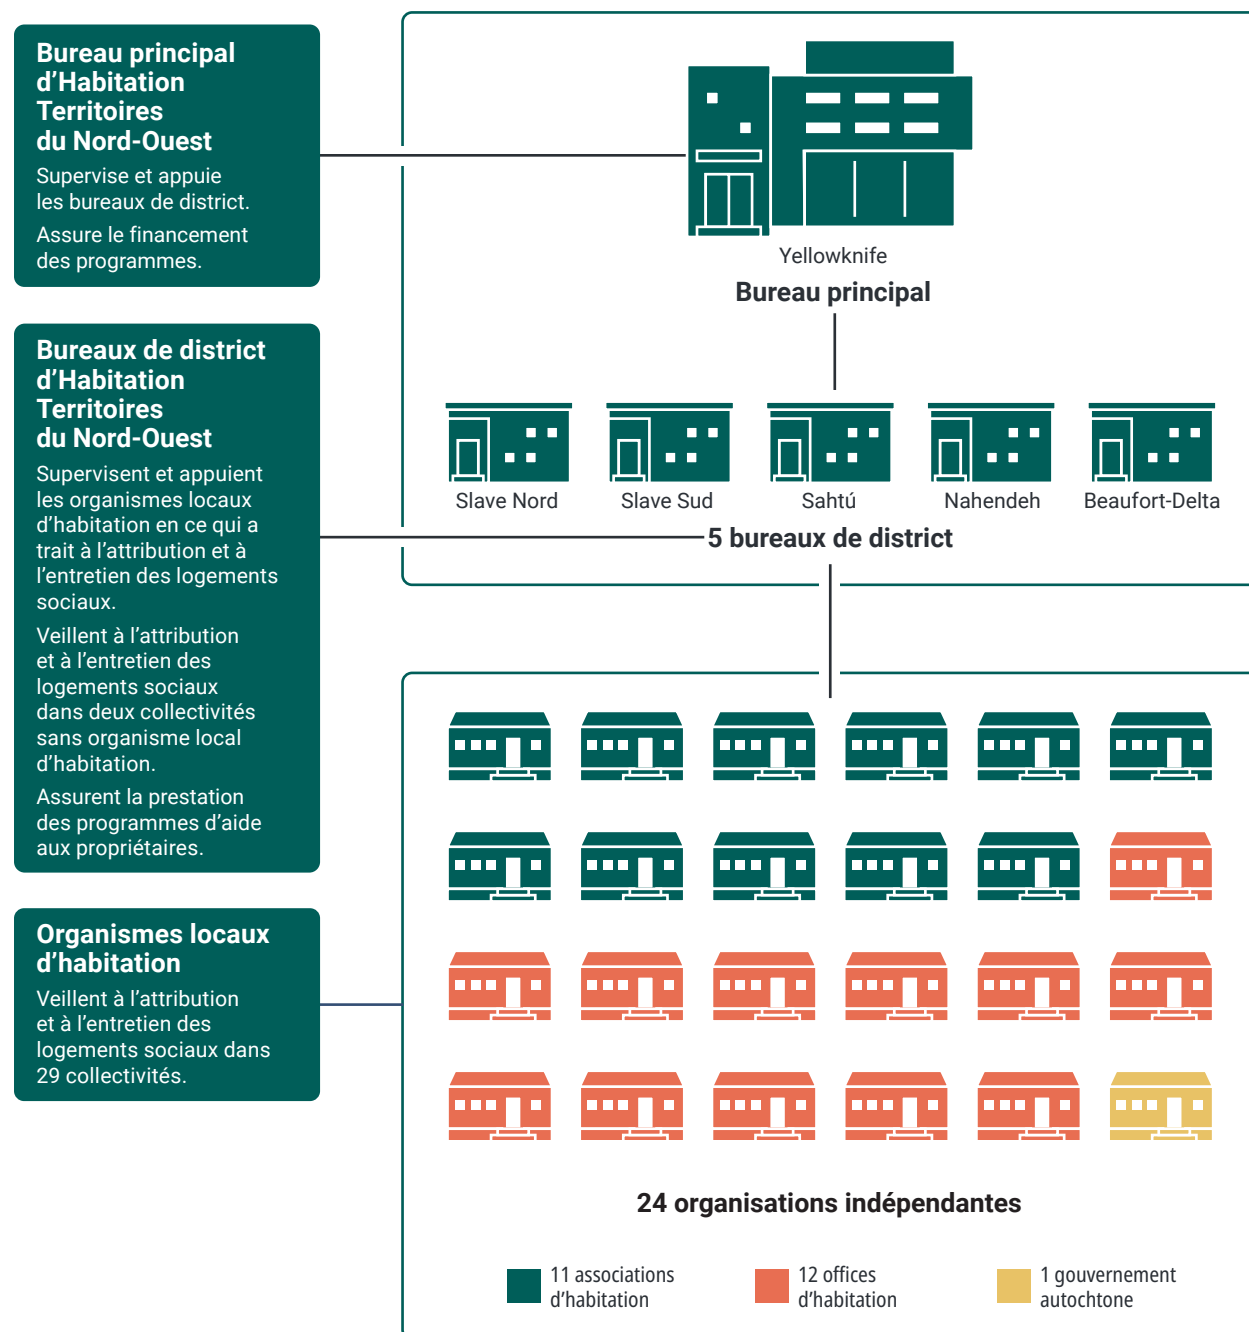 Bureau principal
d’Habitation
Territoires
du Nord-Ouest
Supervise et appuie
les bureaux de district.
Assure le financement
des programmes.
Yellowknife
Bureau principal
Bureaux de district
d’Habitation
Territoires
du Nord-Ouest
Supervisent et appuient
les organismes locaux
d’habitation en ce qui a
trait à l’attribution et à
l’entretien des logements
sociaux.
Veillent à l’attribution
et à l’entretien des
logements sociaux
dans deux collectivités
sans organisme local
d’habitation.
Assurent la prestation
des programmes d’aide
aux propriétaires.
Slave Nord
Slave Sud
Sahtú
Nahendeh
Beaufort-Delta
5 bureaux de district
Organismes locaux
d’habitation
Veillent à l’attribution
et à l’entretien des
logements sociaux dans
29 collectivités.
24 organisations indépendantes
11 associations
d’habitation
12 offices
d’habitation
1 gouvernement
autochtone